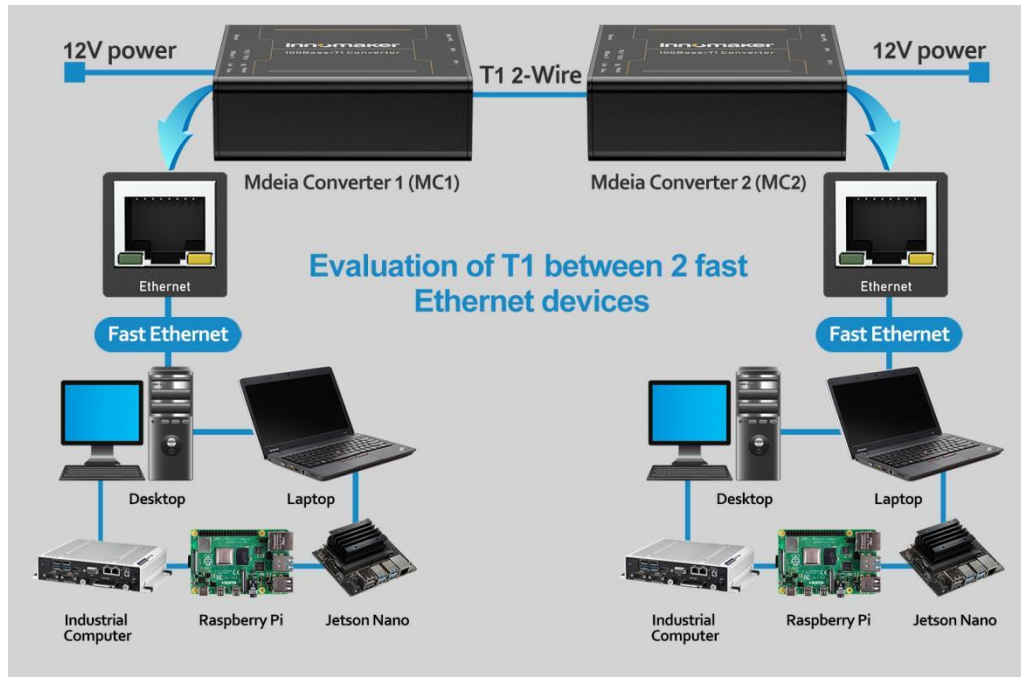 12V power
innomaker
100Base-T1 Converter
T1 2-Wire
innomaker
100Base-T1 Converter
12V power
Mdeia Converter 1 (MC1)
Mdeia Converter 2 (MC2)
Ethernet
Evaluation of T1 between 2 fast
Ethernet devices
Ethernet
Fast Ethernet
Fast Ethernet
Desktop
Laptop
Desktop
Laptop
Industrial
Computer
Raspberry Pi
Jetson Nano
Industrial
Computer
Raspberry Pi
Jetson Nano